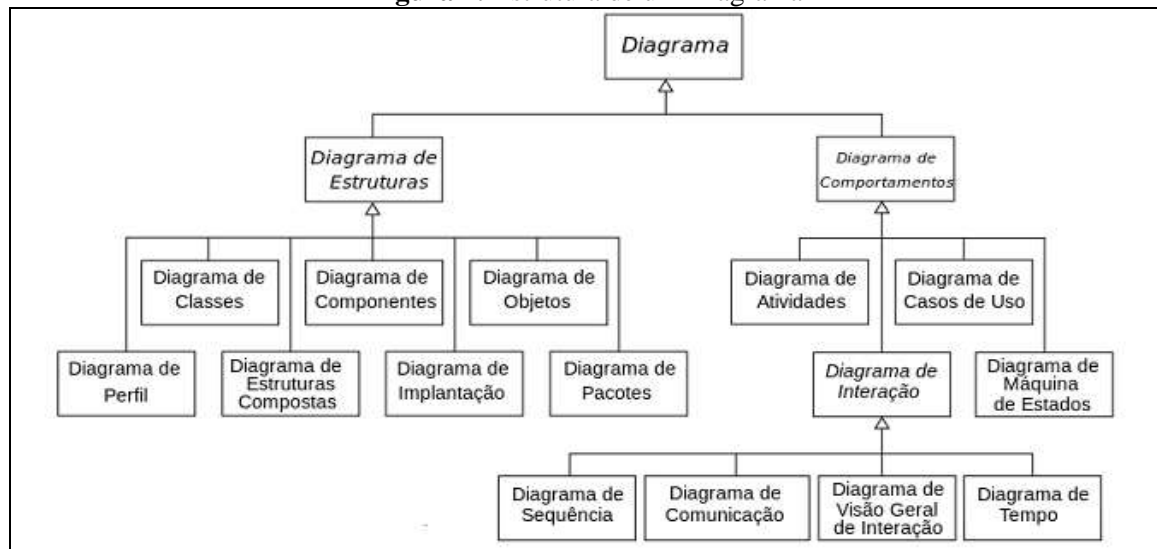 Diagrama
Diagrama de
Estruturas
Diagrama de
Comportamentos
Diagrama de
Classes
Diagrama de
Componentes
Diagrama de
Objetos
Diagrama de
Atividades
Diagrama de
Casos de Uso
Diagrama de
Perfil
Diagrama de
Estruturas
Compostas
Diagrama de
Implantação
Diagrama de
Pacotes
Diagrama de
Interação
Diagrama de
Máquina
de Estados
Diagrama de
Sequência
Diagrama de
Comunicação
Diagrama de
Visão Geral
de Interação
Diagrama de
Tempo